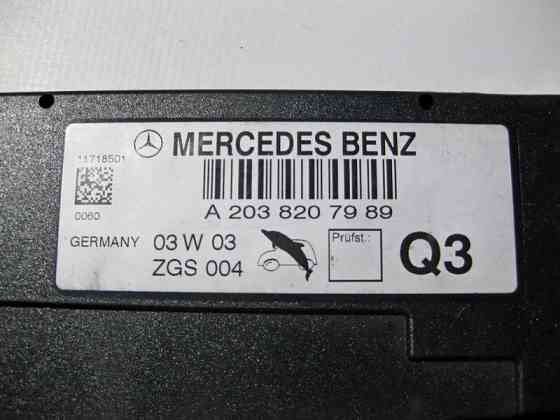 11718501
MERCEDES BENZ
A 203 820 79 89
0060
GERMANY 03 W 03
ZGS 004
Prüfst.:
Q3